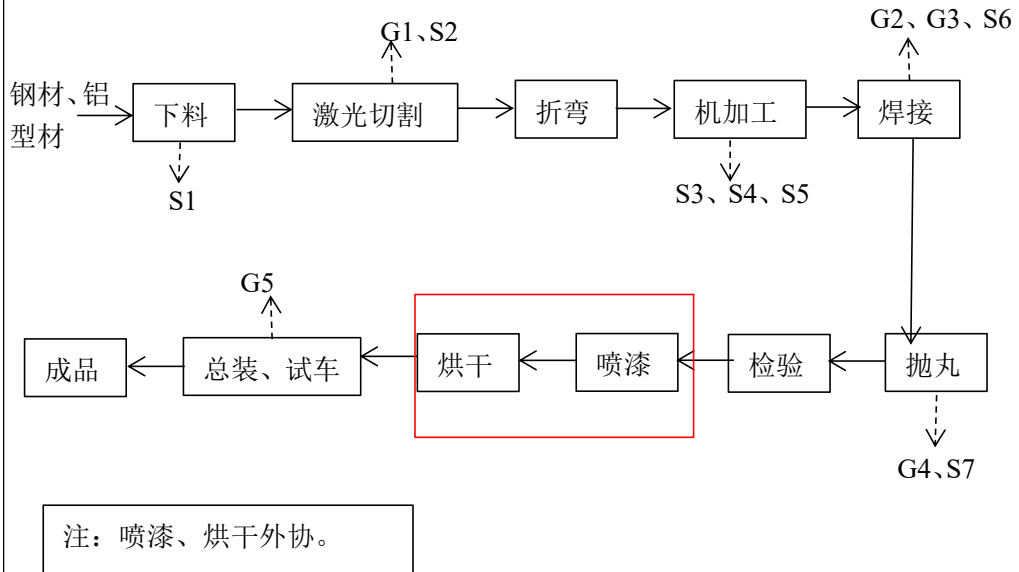 G1、S2
G2、G3、S6
钢材、铝
型材
下料
激光切割
折弯
机加工
焊接
S1
S3、S4、S5
G5
成品
总装、试车
烘干
喷漆
检验
抛丸
G4、S7
注：喷漆、烘干外协。